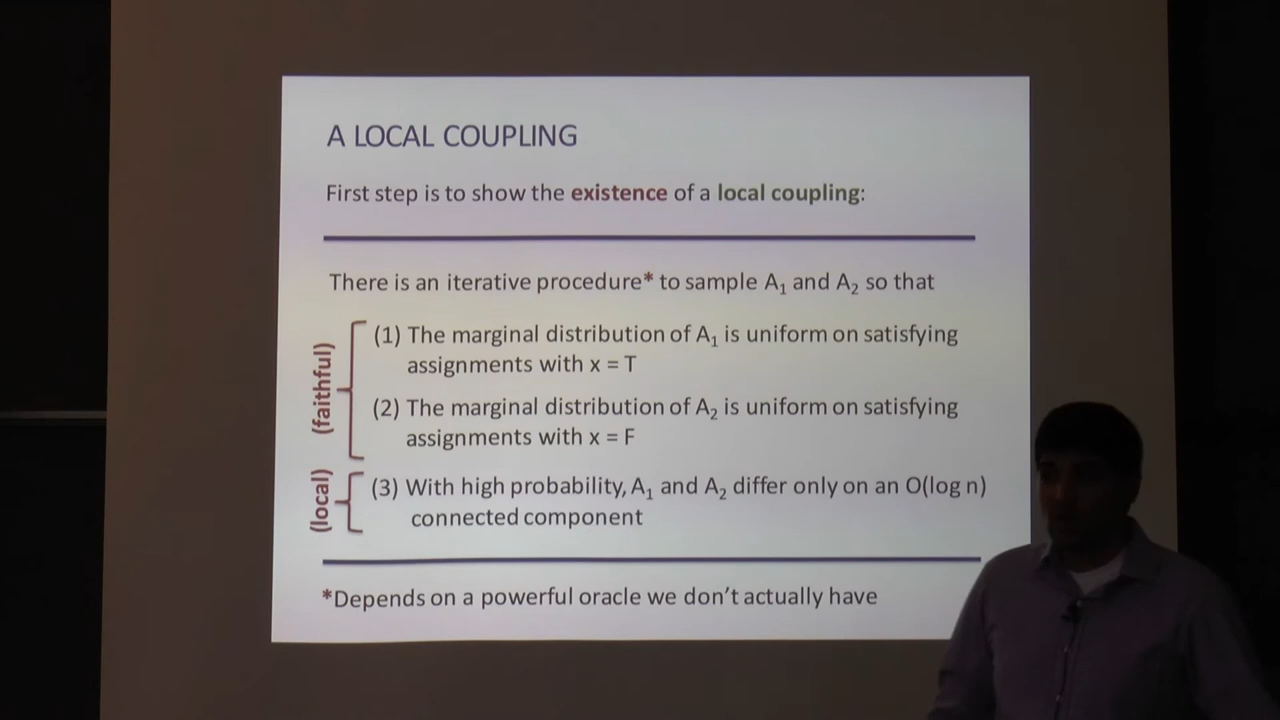 A LOCAL COUPLING
First step is to show the existence of a local coupling:
There is an iterative procedure* to sample A₁ and A₂ so that
(faithful)
(1) The marginal distribution of A₁ is uniform on satisfying
assignments with x = T
(2) The marginal distribution of A₂ is uniform on satisfying
assignments with x = F
(local)
(3) With high probability, A₁ and A₂ differ only on an O(log n)
connected component
*Depends on a powerful oracle we don't actually have